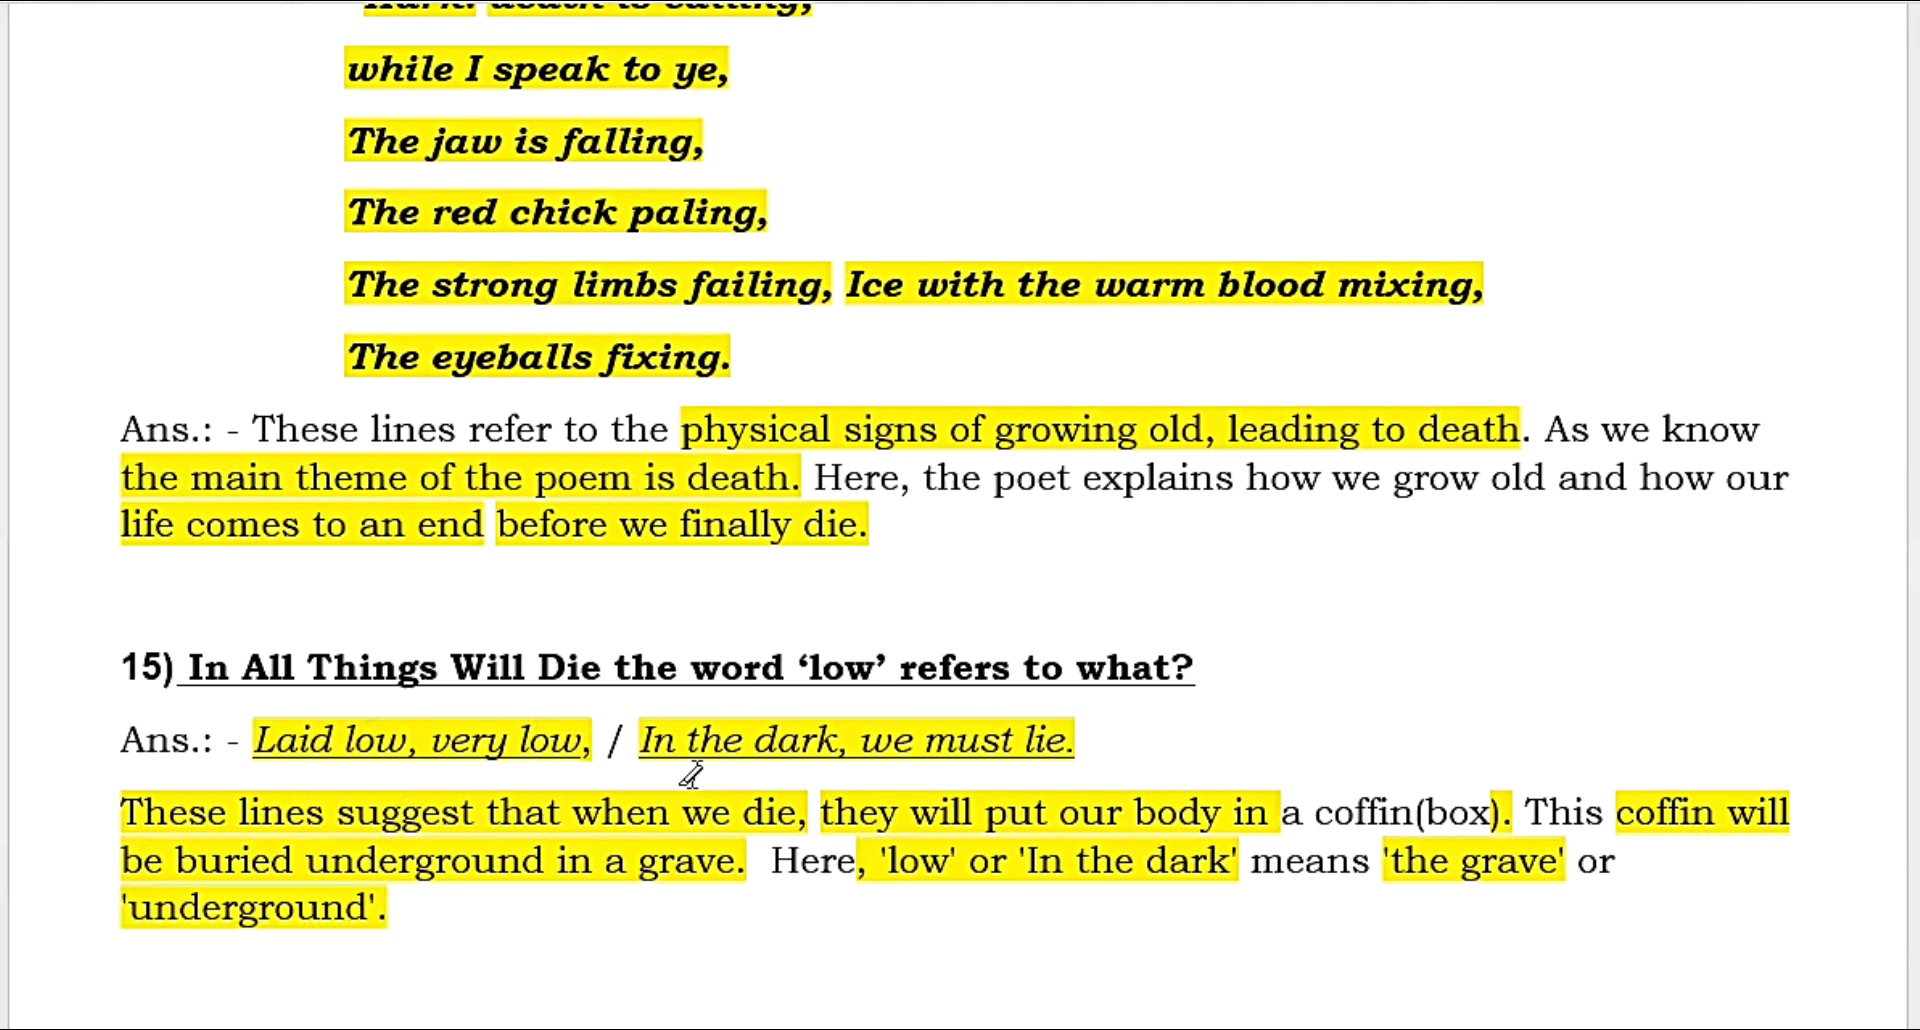 Hark! death is calling,
while I speak to ye,
The jaw is falling,
The red chick paling,
The strong limbs failing, Ice with the warm blood mixing,
The eyeballs fixing.
Ans.: - These lines refer to the physical signs of growing old, leading to death. As we know
the main theme of the poem is death. Here, the poet explains how we grow old and how our
life comes to an end before we finally die.
15) In All Things Will Die the word ‘low’ refers to what?
Ans.: - Laid low, very low, / In the dark, we must lie.
These lines suggest that when we die, they will put our body in a coffin(box). This coffin will
be buried underground in a grave. Here, 'low' or 'In the dark' means 'the grave' or
'underground'.